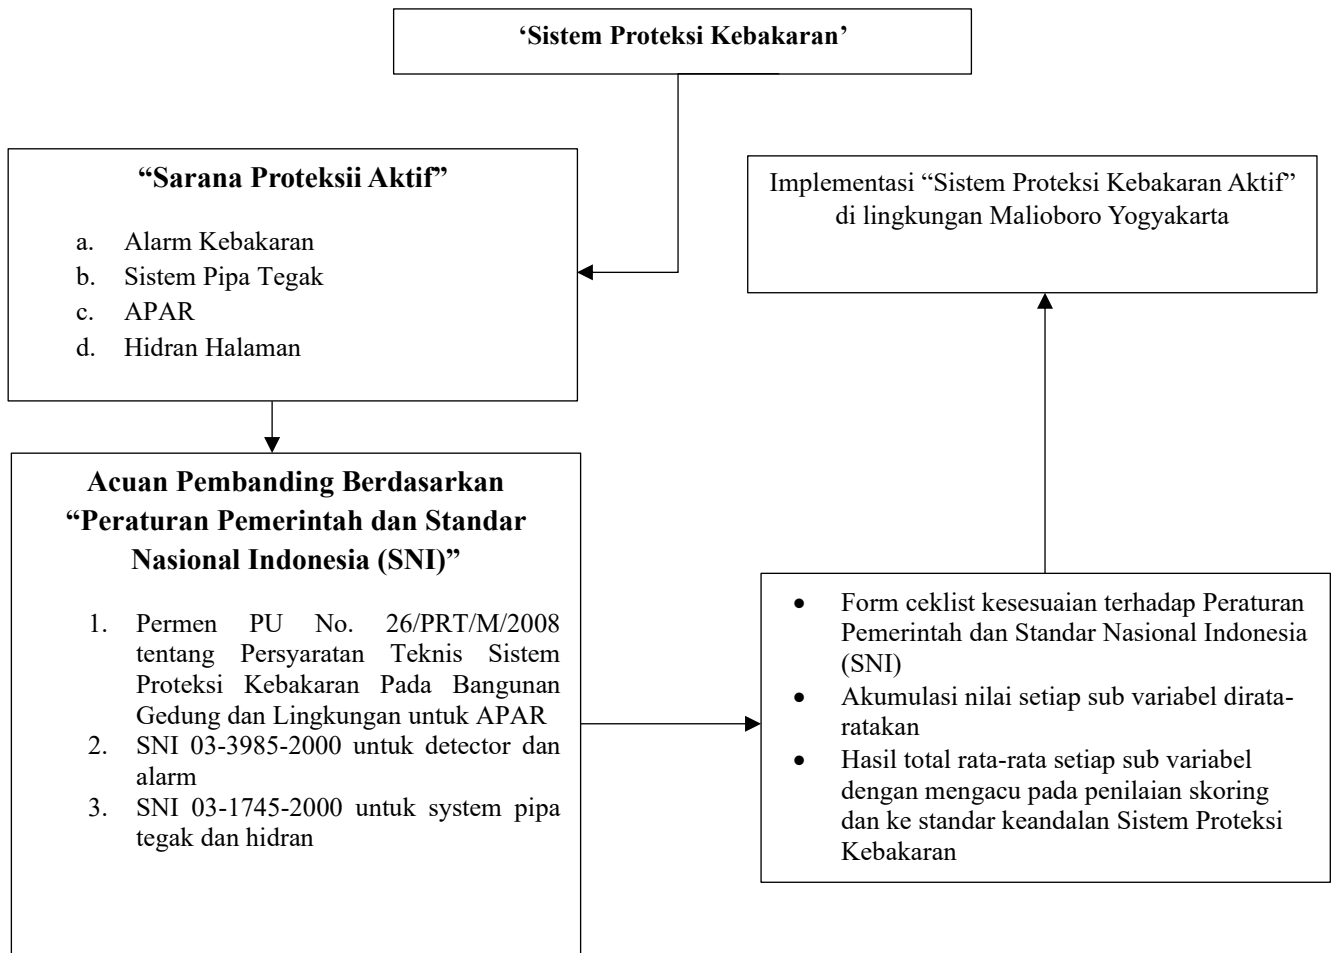 ‘Sistem Proteksi Kebakaran’
“Sarana Proteksii Aktif”
a. Alarm Kebakaran
b. Sistem Pipa Tegak
c. APAR
d. Hidran Halaman
Implementasi “Sistem Proteksi Kebakaran Aktif”
di lingkungan Malioboro Yogyakarta
Acuan Pembanding Berdasarkan
“Peraturan Pemerintah dan Standar
Nasional Indonesia (SNI)”
1. Permen PU No. 26/PRT/M/2008
tentang Persyaratan Teknis Sistem
Proteksi Kebakaran Pada Bangunan
Gedung dan Lingkungan untuk APAR
2. SNI 03-3985-2000 untuk detector dan
alarm
3. SNI 03-1745-2000 untuk system pipa
tegak dan hidran
• Form ceklist kesesuaian terhadap Peraturan
Pemerintah dan Standar Nasional Indonesia
(SNI)
• Akumulasi nilai setiap sub variabel dirata-
ratakan
• Hasil total rata-rata setiap sub variabel
dengan mengacu pada penilaian skoring
dan ke standar keandalan Sistem Proteksi
Kebakaran